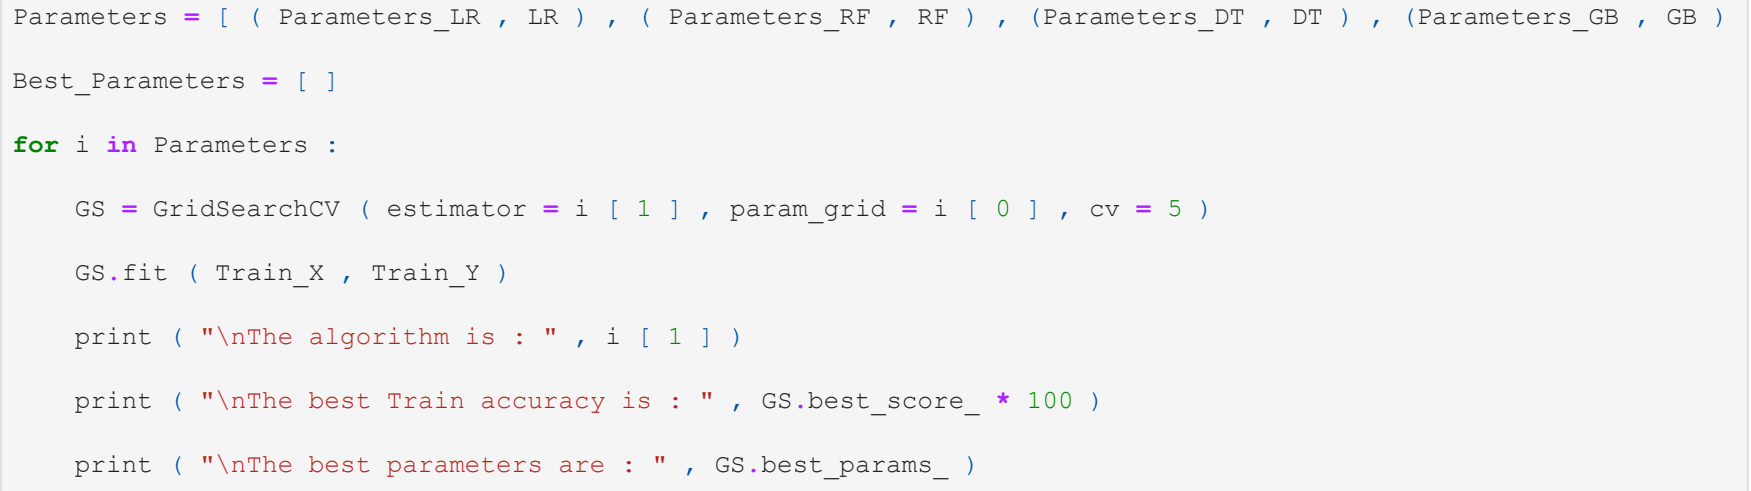 Parameters = [ ( Parameters_LR , LR ) , ( Parameters_RF , RF ) , (Parameters_DT , DT ) , (Parameters_GB , GB )
Best_Parameters = [ ]
for i in Parameters :
    GS = GridSearchCV ( estimator = i [ 1 ] , param_grid = i [ 0 ] , cv = 5 )
    GS.fit ( Train_X , Train_Y )
    print ( "\nThe algorithm is : " , i [ 1 ] )
    print ( "\nThe best Train accuracy is : " , GS.best_score_ * 100 )
    print ( "\nThe best parameters are : " , GS.best_params_ )